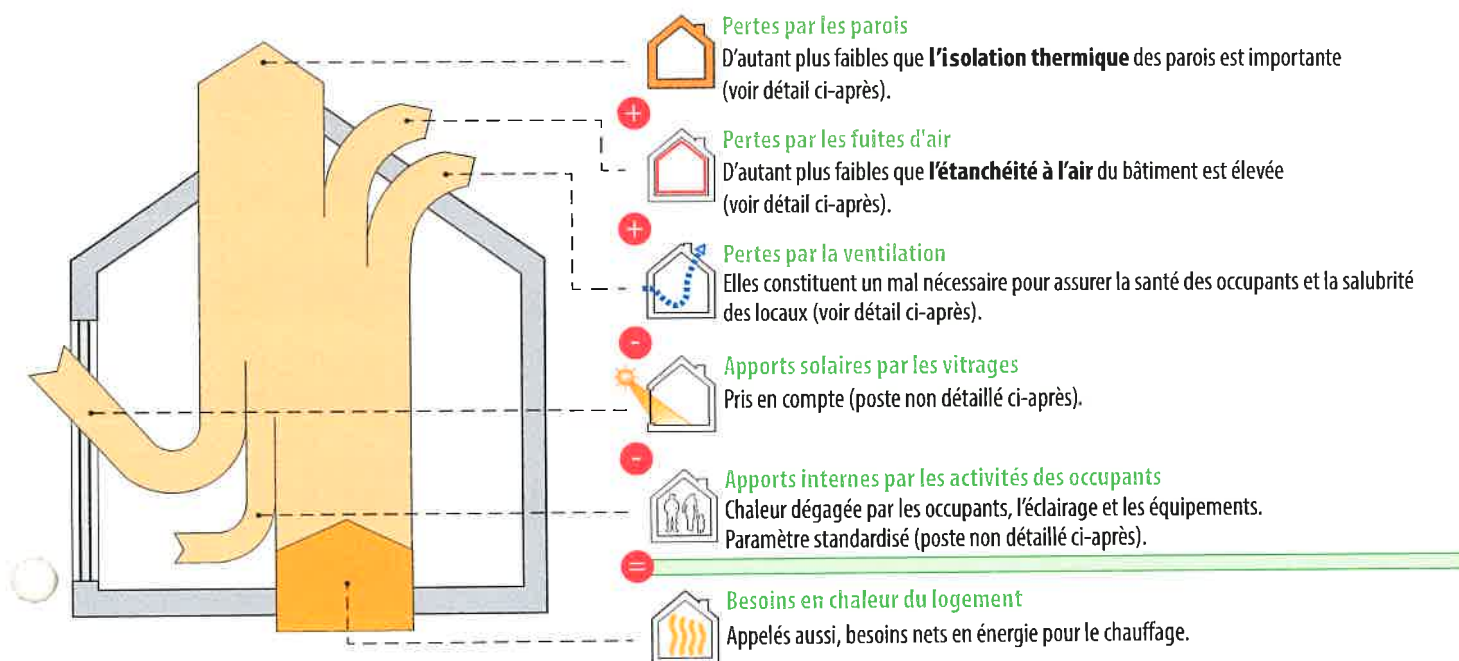 Pertes par les parois
D'autant plus faibles que l'isolation thermique des parois est importante
(voir détail ci-après).
+
Pertes par les fuites d'air
D'autant plus faibles que l'étanchéité à l'air du bâtiment est élevée
(voir détail ci-après).
+
Pertes par la ventilation
Elles constituent un mal nécessaire pour assurer la santé des occupants et la salubrité
des locaux (voir détail ci-après).
-
Apports solaires par les vitrages
Pris en compte (poste non détaillé ci-après).
-
Apports internes par les activités des occupants
Chaleur dégagée par les occupants, l'éclairage et les équipements.
Paramètre standardisé (poste non détaillé ci-après).
=
Besoins en chaleur du logement
Appelés aussi, besoins nets en énergie pour le chauffage.